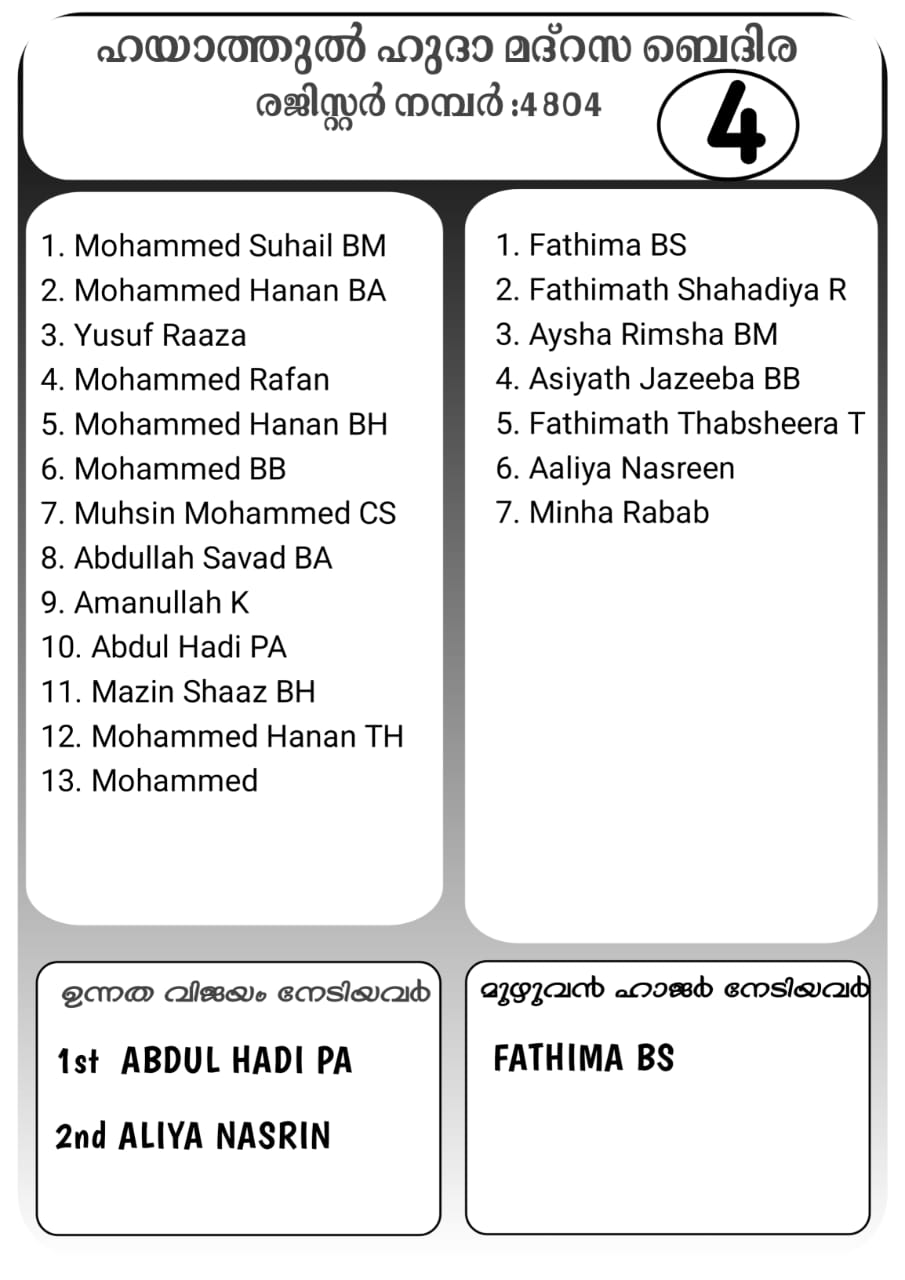 ഹയാത്തുൽ ഹുദാ മദ്റസ ബെദിര
രജിസ്റ്റർ നമ്പർ :4804
4
1. Mohammed Suhail BM
2. Mohammed Hanan BA
3. Yusuf Raaza
4. Mohammed Rafan
5. Mohammed Hanan BH
6. Mohammed BB
7. Muhsin Mohammed CS
8. Abdullah Savad BA
9. Amanullah K
10. Abdul Hadi PA
11. Mazin Shaaz BH
12. Mohammed Hanan TH
13. Mohammed
1. Fathima BS
2. Fathimath Shahadiya R
3. Aysha Rimsha BM
4. Asiyath Jazeeba BB
5. Fathimath Thabsheera T
6. Aaliya Nasreen
7. Minha Rabab
ഉന്നത വിജയം നേടിയവർ
1st ABDUL HADI PA
2nd ALIYA NASRIN
മുഴുവൻ ഹാജർ നേടിയവർ
FATHIMA BS